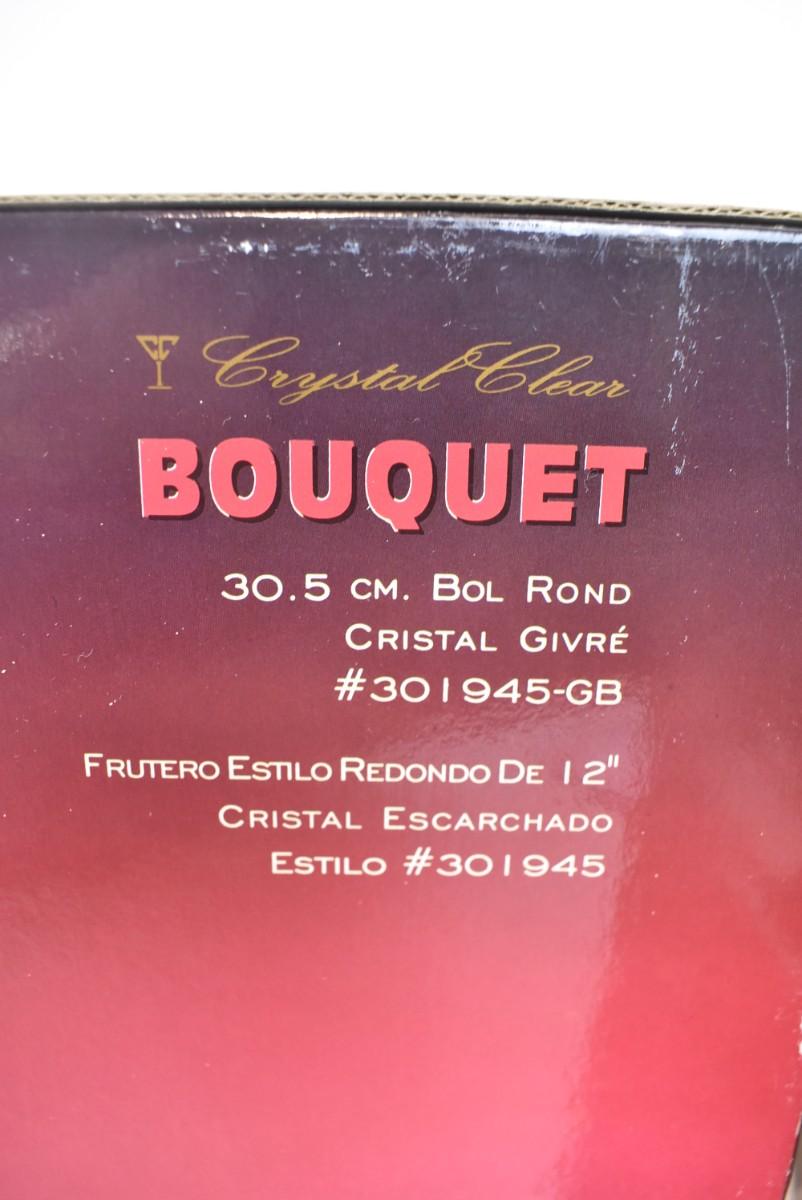 CC Crystal Clear
BOUQUET
30.5 CM. BOL ROND
CRISTAL GIVRÉ
#301945-GB
FRUTERO ESTILO REDONDO DE 12"
CRISTAL ESCARCHADO
ESTILO #301945